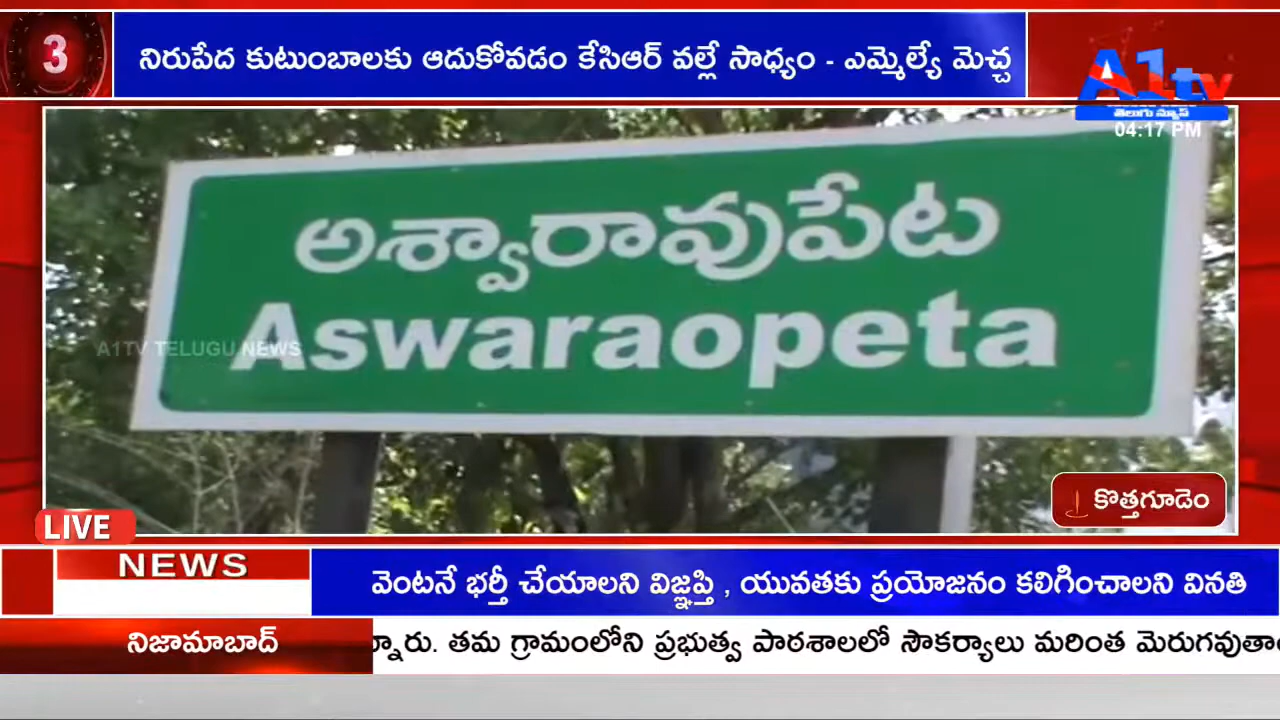 3
నిరుపేద కుటుంబాలకు ఆదుకోవడం కేసిఆర్ వల్లే సాధ్యం - ఎమ్మెల్యే మెచ్చ
A1tv
తెలుగు న్యూస్
04:17 PM
అశ్వారావుపేట
Aswaraopeta
A1TV TELUGU NEWS
కొత్తగూడెం
LIVE
NEWS
వెంటనే భర్తీ చేయాలని విజ్ఞప్తి , యువతకు ప్రయోజనం కలిగించాలని వినతి
నిజామాబాద్
న్నారు. తమ గ్రామంలోని ప్రభుత్వ పాఠశాలలో సౌకర్యాలు మరింత